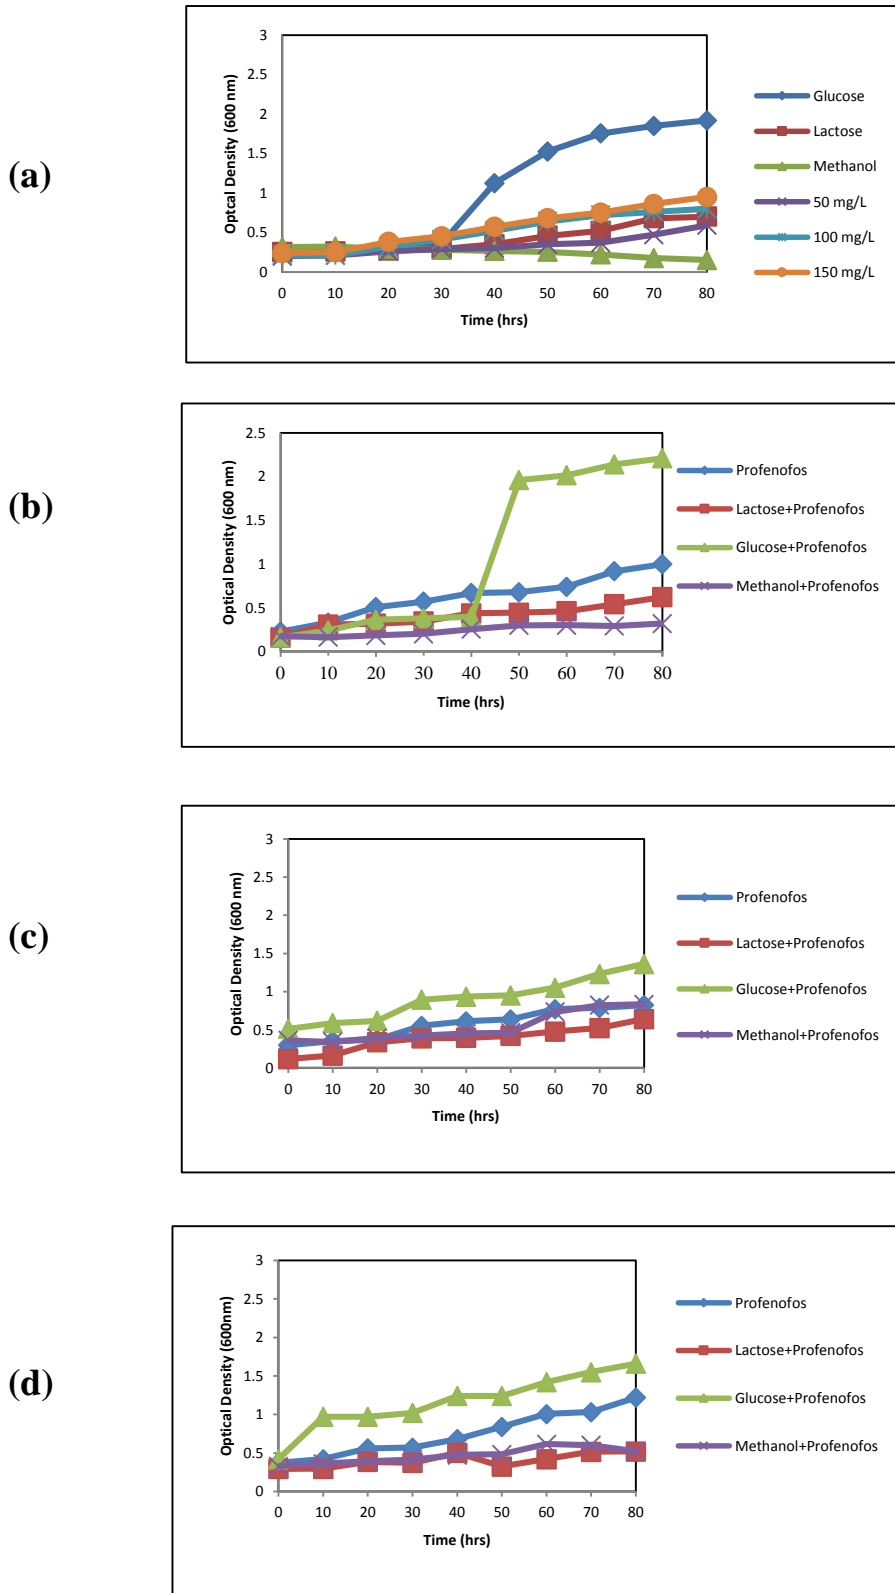 (a)
3
2.5
2
1.5
1
0.5
0
Optcal Density (600 nm)
0 10 20 30 40 50 60 70 80
Time (hrs)
Glucose
Lactose
Methanol
50 mg/L
100 mg/L
150 mg/L
(b)
2.5
2
1.5
1
0.5
0
Optical Density (600 nm)
0 10 20 30 40 50 60 70 80
Time (hrs)
Profenofos
Lactose+Profenofos
Glucose+Profenofos
Methanol+Profenofos
(c)
3
2.5
2
1.5
1
0.5
0
Optical Density (600 nm)
0 10 20 30 40 50 60 70 80
Time (hrs)
Profenofos
Lactose+Profenofos
Glucose+Profenofos
Methanol+Profenofos
(d)
3
2.5
2
1.5
1
0.5
0
Optical Density (600nm)
0 10 20 30 40 50 60 70 80
Time (hrs)
Profenofos
Lactose+Profenofos
Glucose+Profenofos
Methanol+Profenofos